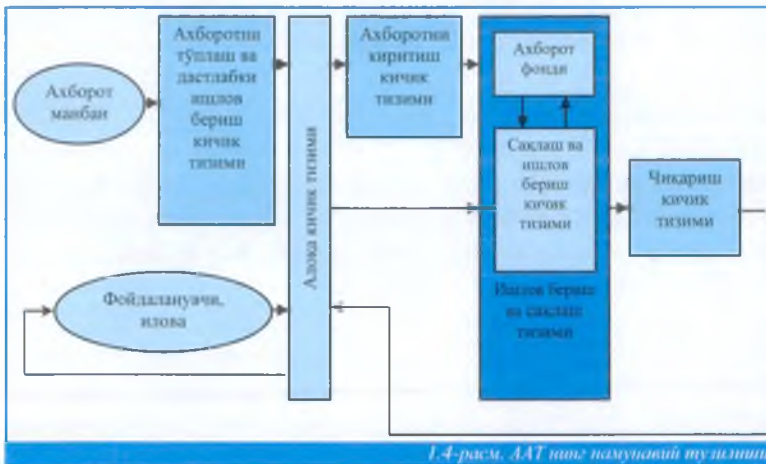 Ахборот
манбаи
Ахборотни
тўплаш ва
дастлабки
ишлов
бериш
кичик
тизими
Алоқа кичик тизими
Ахборотни
киритиш
кичик
тизими
Ахборот
фонди
Сақлаш ва
ишлов
бериш
кичик
тизими
Ишлов бериш
ва сақлаш
тизими
Чиқариш
кичик
тизими
Фойдаланувчи,
илова
1.4-расм. ААТ нинг намунавий тузилиши